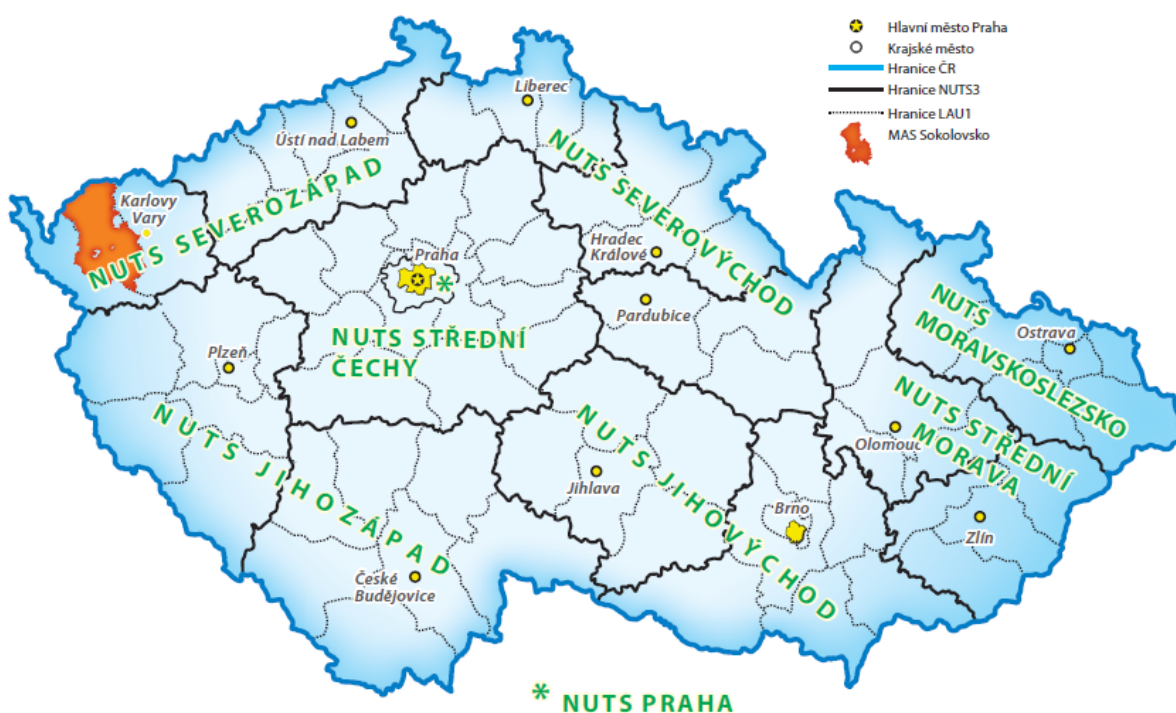 Hlavní město Praha
Krajské město
Hranice ČR
Hranice NUTS3
Hranice LAU1
MAS Sokolovsko
Liberec
Ústí nad Labem
NUTS SEVEROZÁPAD
NUTS SEVEROVÝCHOD
Karlovy
Vary
Praha
Hradec
Králové
Pardubice
NUTS STŘEDNÍ
ČECHY
NUTS
MORAVSKOSLEZSKO
Ostrava
Plzeň
NUTS JIHOZÁPAD
NUTS JIHOVÝCHOD
NUTS STŘEDNÍ
MORAVA
Olomouc
Jihlava
Brno
Zlín
České
Budějovice
* NUTS PRAHA